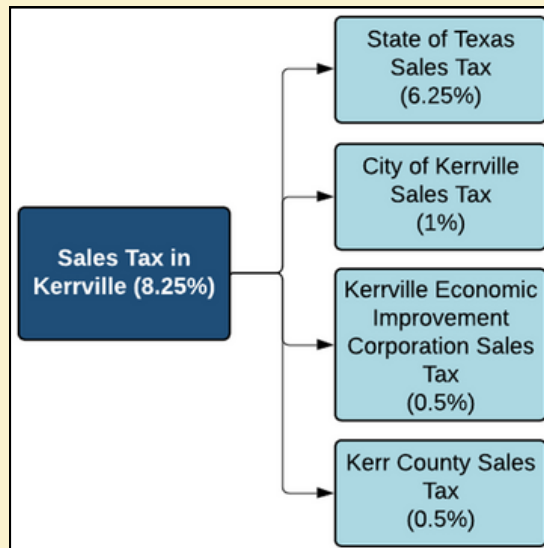 Sales Tax in
Kerrville (8.25%)
State of Texas
Sales Tax
(6.25%)
City of Kerrville
Sales Tax
(1%)
Kerrville Economic
Improvement
Corporation Sales
Tax
(0.5%)
Kerr County Sales
Tax
(0.5%)